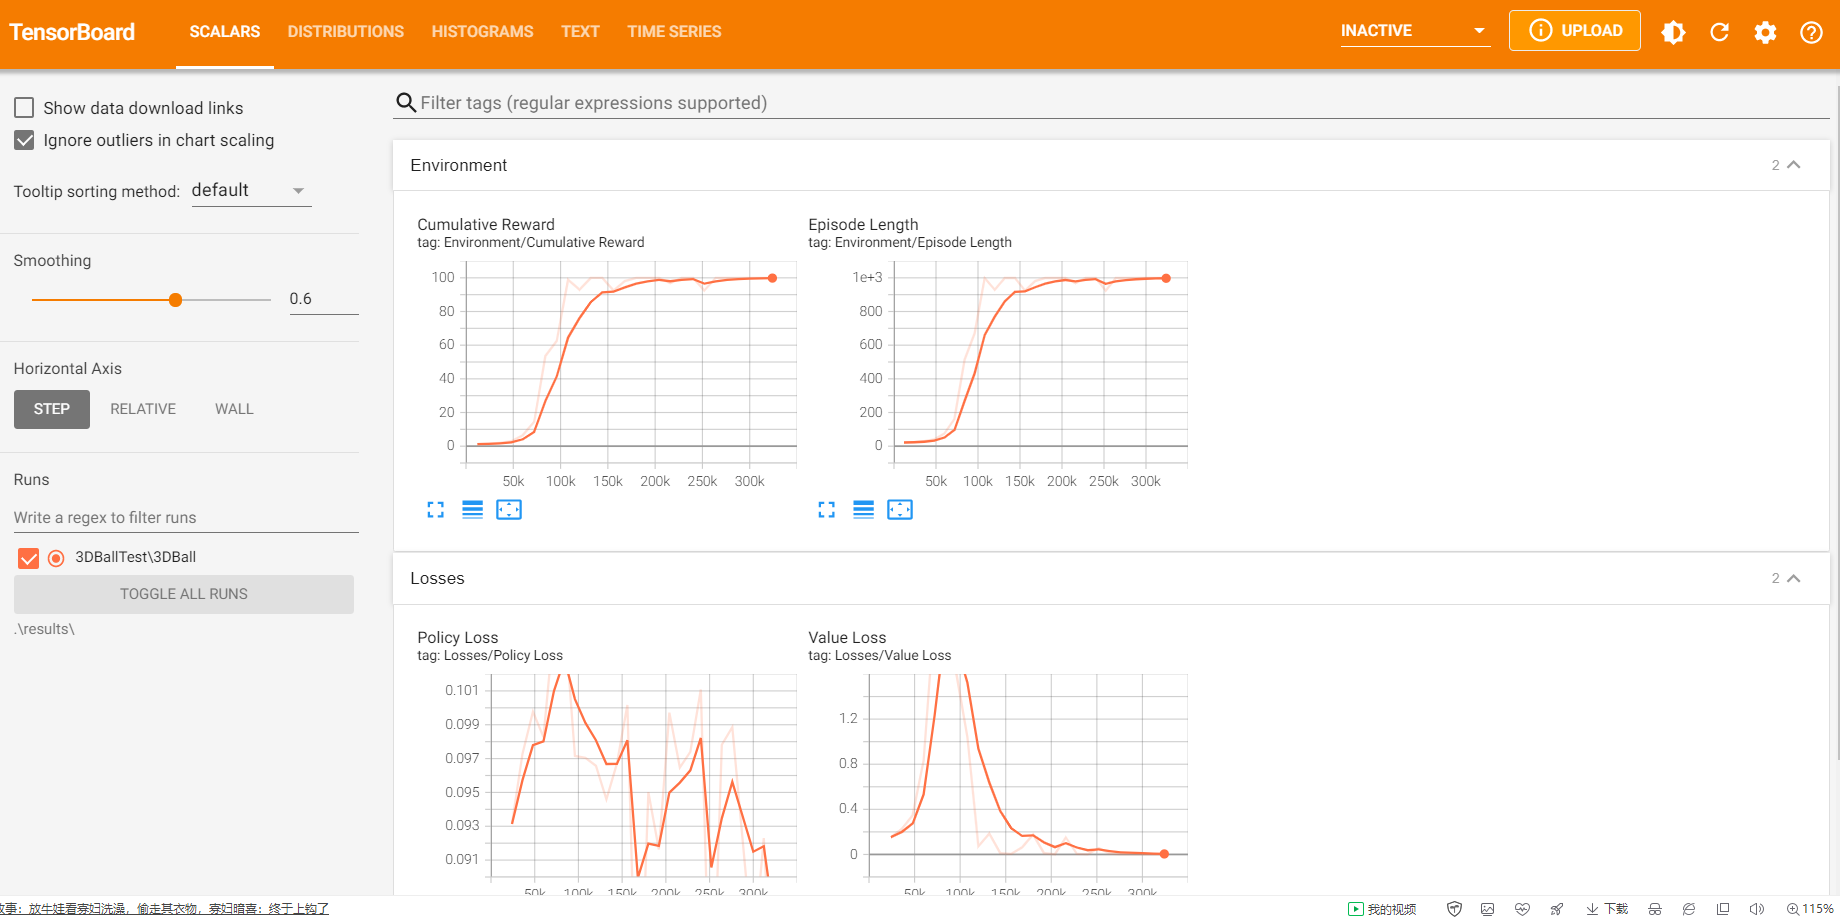 TensorBoard
SCALARS
DISTRIBUTIONS
HISTOGRAMS
TEXT
TIME SERIES
INACTIVE
UPLOAD
Show data download links
Ignore outliers in chart scaling
Tooltip sorting method: default
Smoothing
0.6
Horizontal Axis
STEP
RELATIVE
WALL
Runs
Write a regex to filter runs
3DBallTest\3DBall
TOGGLE ALL RUNS
.\results\
Filter tags (regular expressions supported)
Environment
2
Cumulative Reward
tag: Environment/Cumulative Reward
100
80
60
40
20
0
50k 100k 150k 200k 250k 300k
Episode Length
tag: Environment/Episode Length
1e+3
800
600
400
200
0
50k 100k 150k 200k 250k 300k
Losses
2
Policy Loss
tag: Losses/Policy Loss
0.101
0.099
0.097
0.095
0.093
0.091
50k 100k 150k 200k 250k 300k
Value Loss
tag: Losses/Value Loss
1.2
0.8
0.4
0
50k 100k 150k 200k 250k 300k
事：放牛娃看寡妇洗澡，偷走其衣物，寡妇暗喜：终于上钩了
我的视频
下载
115%